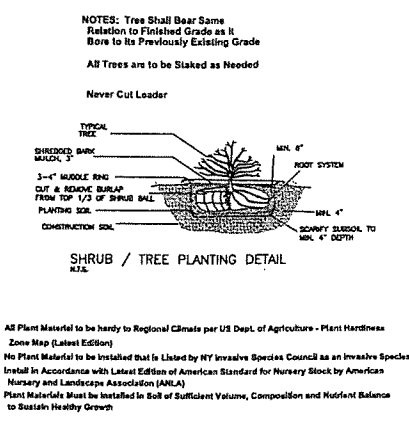 NOTES: Tree Shall Bear Same
Relation to Finished Grade as it
Bore to its Previously Existing Grade
All Trees are to be Staked as Needed
Never Cut Leader
TYPICAL
TREE
MIN. 6"
SHREDDED BARK
MULCH, 3"
ROOT SYSTEM
3-4" MUDDLE RING
CUT & REMOVE BURLAP
FROM TOP 1/3 OF SHRUB BALL
PLANTING SOIL
MIN. 4"
CONSTRUCTION SOIL
SCARIFY SUBSOIL TO
MIN. 4" DEPTH
SHRUB / TREE PLANTING DETAIL
N.T.S.
All Plant Material to be hardy to Regional Climate per US Dept. of Agriculture - Plant Hardiness
Zone Map (Latest Edition)
No Plant Material to be installed that is Listed by NY Invasive Species Council as an Invasive Species
Install in Accordance with Latest Edition of American Standard for Nursery Stock by American
Nursery and Landscape Association (ANLA)
Plant Materials Must be Installed in Soil of Sufficient Volume, Composition and Nutrient Balance
to Sustain Healthy Growth